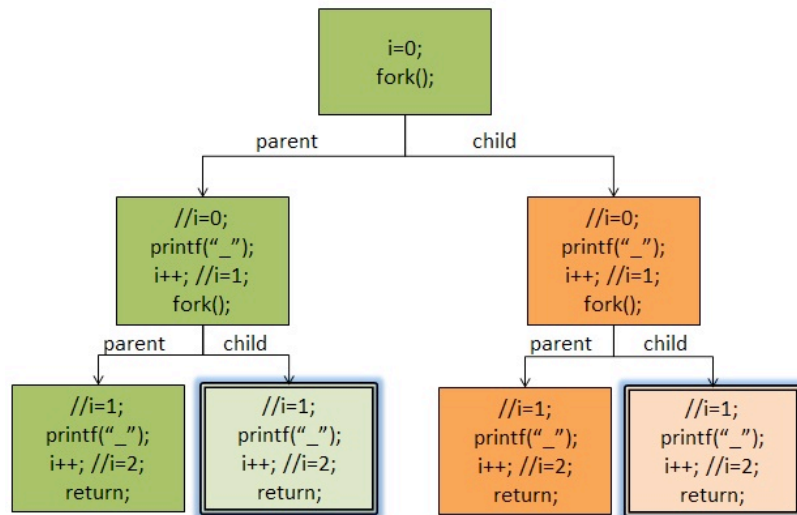 i=0;
fork();
parent
child
//i=0;
printf(“_”);
i++; //i=1;
fork();
//i=0;
printf(“_”);
i++; //i=1;
fork();
parent
child
parent
child
//i=1;
printf(“_”);
i++; //i=2;
return;
//i=1;
printf(“_”);
i++; //i=2;
return;
//i=1;
printf(“_”);
i++; //i=2;
return;
//i=1;
printf(“_”);
i++; //i=2;
return;